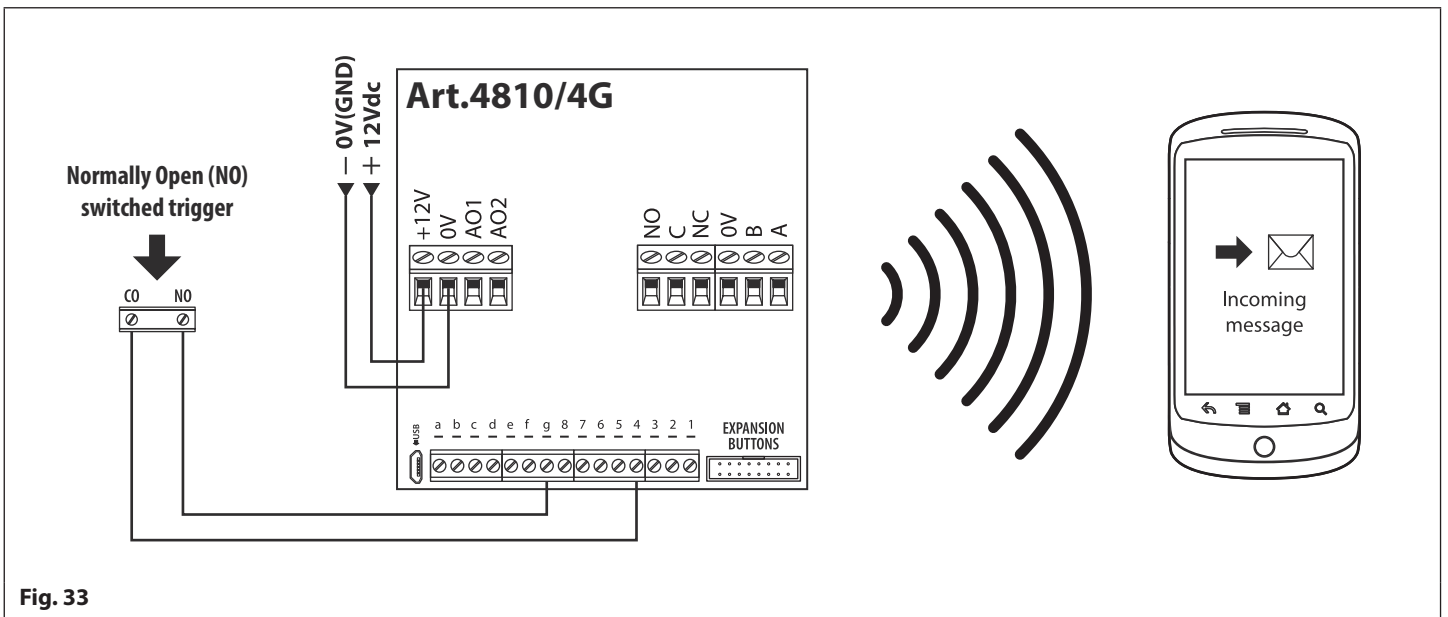 Art.4810/4G
– 0V(GND)
+ 12Vdc
Normally Open (NO)
switched trigger
CO NO
+12V
0V
AO1
AO2
NO
C
NC
0V
B
A
Incoming
message
USB
a b c d e f g 8 7 6 5 4 3 2 1
EXPANSION
BUTTONS
Fig. 33